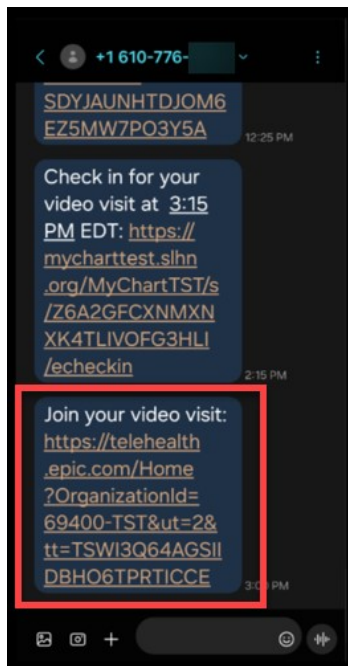 +1 610-776-
SDYJAUNHTDJOM6
EZ5MW7PO3Y5A
12:25 PM
Check in for your
video visit at 3:15
PM EDT: https://
mycharttest.slhn
.org/MyChartTST/s
/Z6A2GFCXNMXN
XK4TLIVOFG3HLI
/echeckin
2:15 PM
Join your video visit:
https://telehealth
.epic.com/Home
?OrganizationId=
69400-TST&ut=2&
tt=TSWI3Q64AGSII
DBHO6TPRTICCE
PM